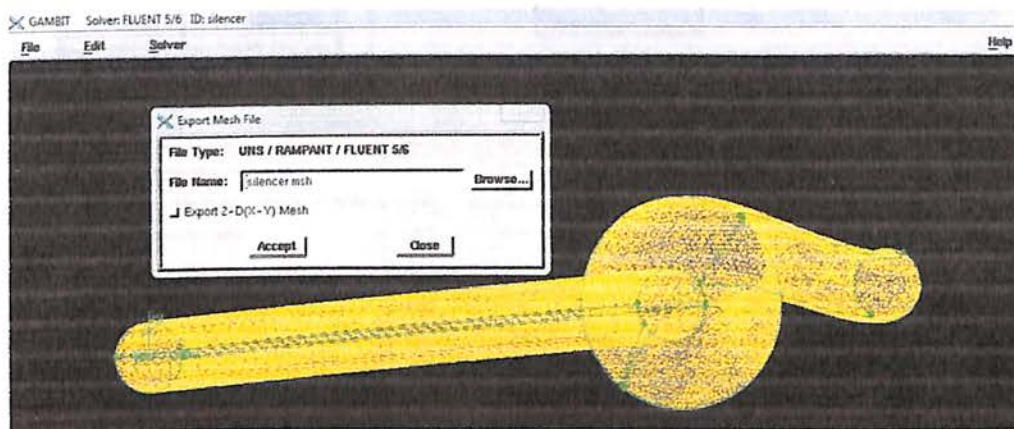 GAMBIT Solver: FLUENT 5/6 ID: silencer
File Edit Solver Help
Export Mesh File
File Type: UNS / RAMPANT / FLUENT 5/6
File Name: silencer.msh Browse...
Export 2-D(X-Y) Mesh
Accept Close